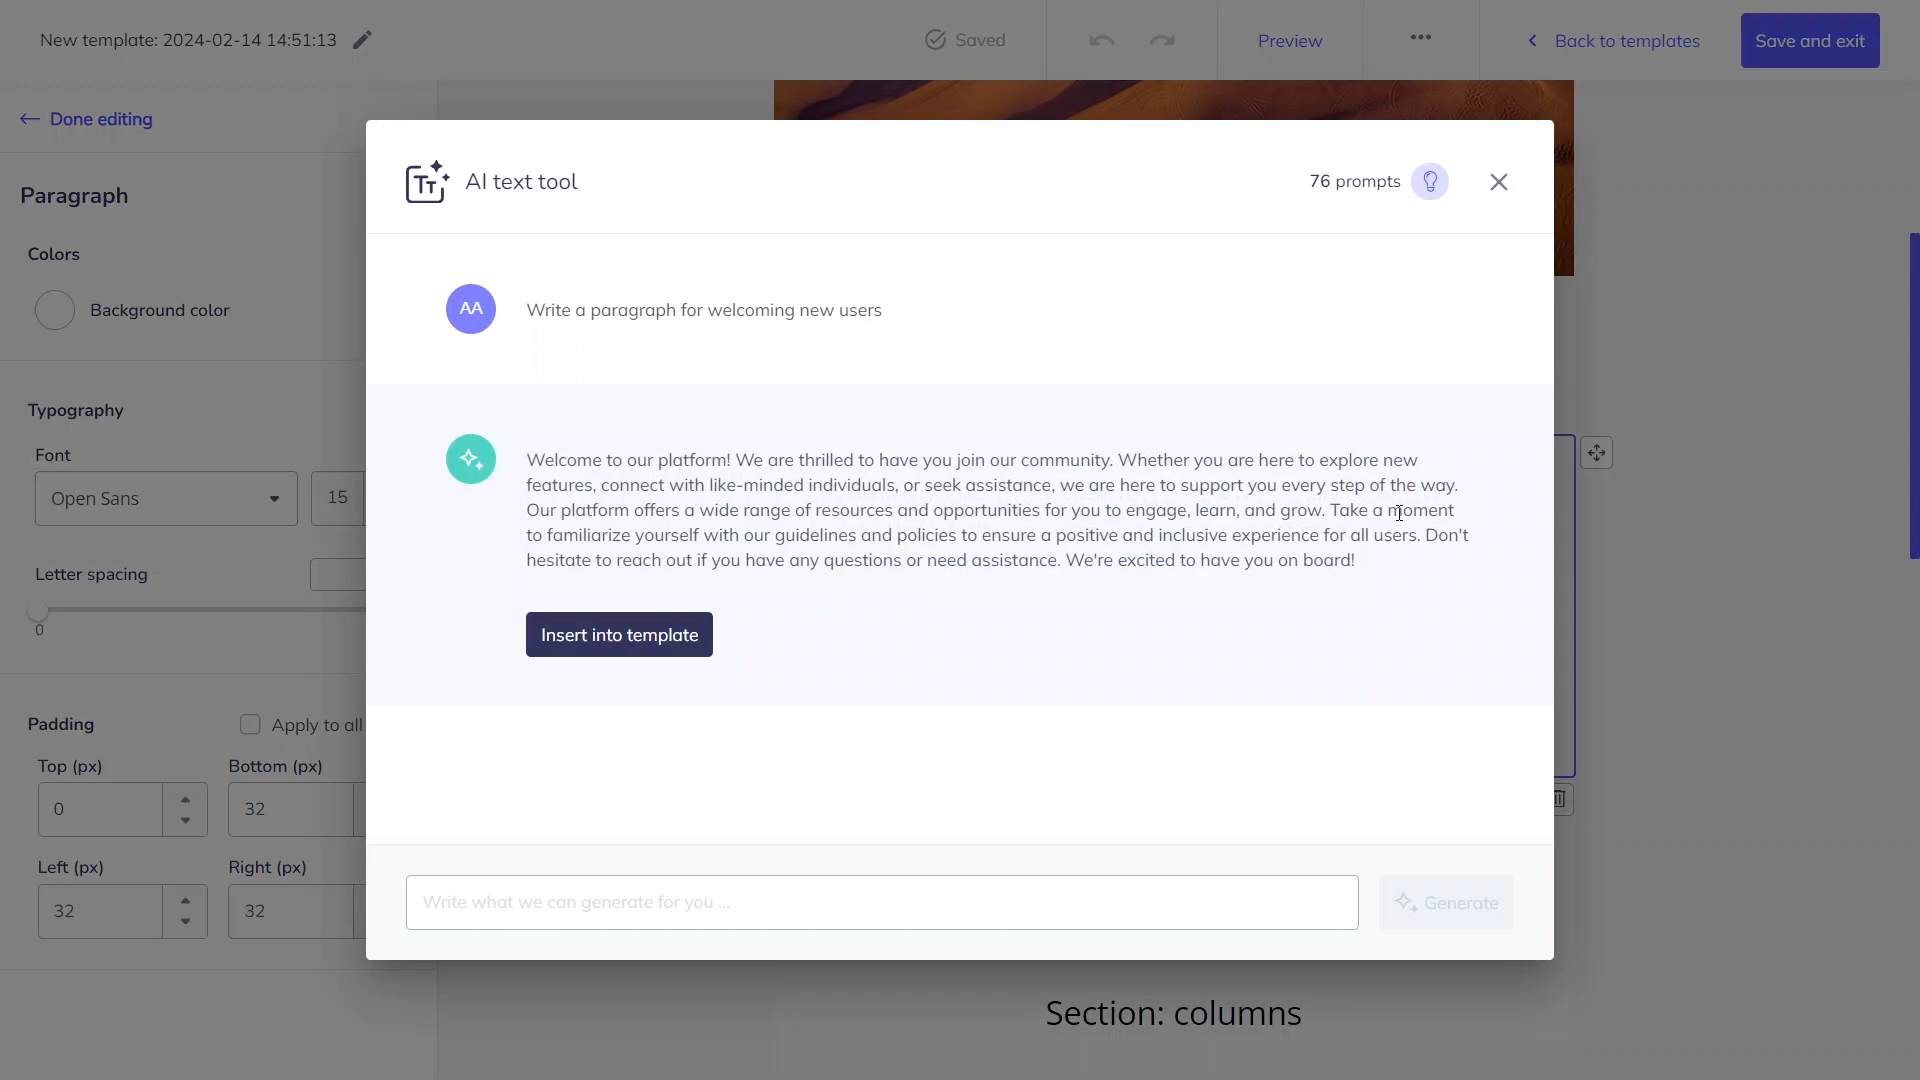 New template: 2024-02-14 14:51:13
Saved
Preview
Back to templates
Save and exit
Done editing
Paragraph
Colors
Background color
Typography
Font
Open Sans
15
Letter spacing
0
Padding
Apply to all
Top (px)
Bottom (px)
0
32
Left (px)
Right (px)
32
32
Tt
AI text tool
76 prompts
AA
Write a paragraph for welcoming new users
Welcome to our platform! We are thrilled to have you join our community. Whether you are here to explore new
features, connect with like-minded individuals, or seek assistance, we are here to support you every step of the way.
Our platform offers a wide range of resources and opportunities for you to engage, learn, and grow. Take a moment
to familiarize yourself with our guidelines and policies to ensure a positive and inclusive experience for all users. Don't
hesitate to reach out if you have any questions or need assistance. We're excited to have you on board!
Insert into template
Write what we can generate for you ...
Generate
Section: columns